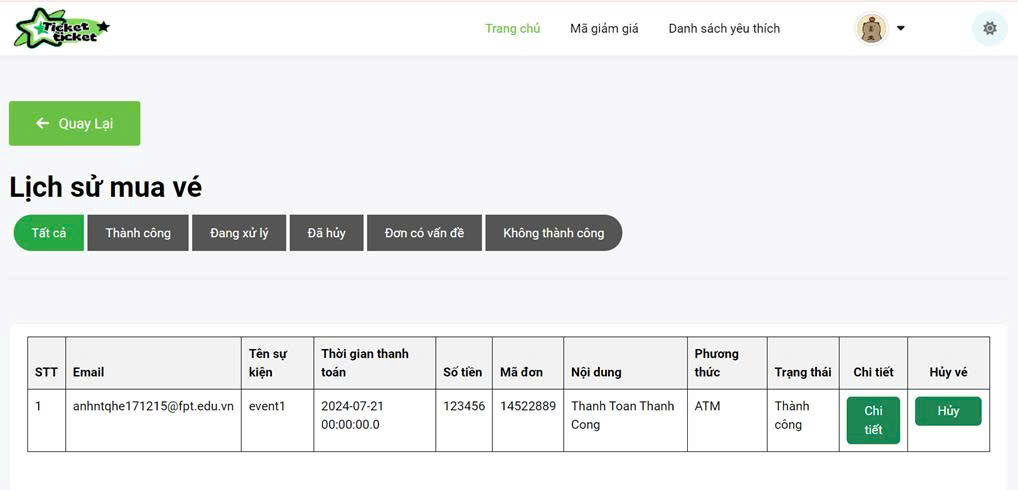 Ticket
ticket
Trang chủ
Mã giảm giá
Danh sách yêu thích
Quay Lại
Lịch sử mua vé
Tất cả
Thành công
Đang xử lý
Đã hủy
Đơn có vấn đề
Không thành công
STT
Email
Tên sự
kiện
Thời gian thanh
toán
Số tiền
Mã đơn
Nội dung
Phương
thức
Trạng thái
Chi tiết
Hủy vé
1
anhntqhe171215@fpt.edu.vn
event1
2024-07-21
00:00:00.0
123456
14522889
Thanh Toan Thanh
Cong
ATM
Thành
công
Chi
tiết
Hủy